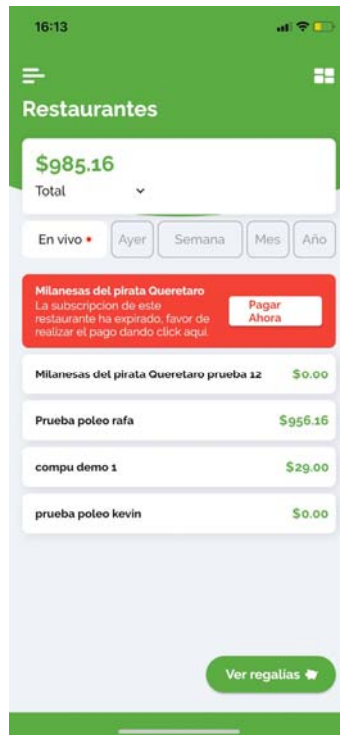 16:13
Restaurantes
$985.16
Total
En vivo
Ayer
Semana
Mes
Año
Milanesas del pirata Queretaro
La subscripcion de este
restaurante ha expirado, favor de
realizar el pago dando click aqui
Pagar
Ahora
Milanesas del pirata Queretaro prueba 12 $0.00
Prueba poleo rafa $956.16
compu demo 1 $29.00
prueba poleo kevin $0.00
Ver regalías